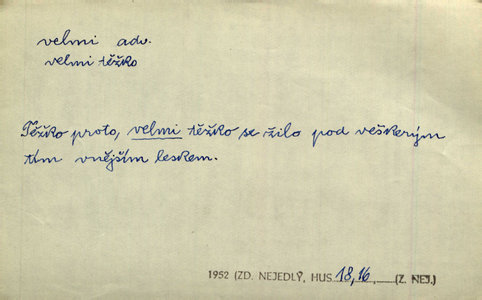 velmi adv.
velmi těžko
Těžko proto, velmi těžko se žilo pod veškerým
tím vnějším leskem.
1952 (ZD. NEJEDLÝ, HUS 18,16 (Z. NEJ.)